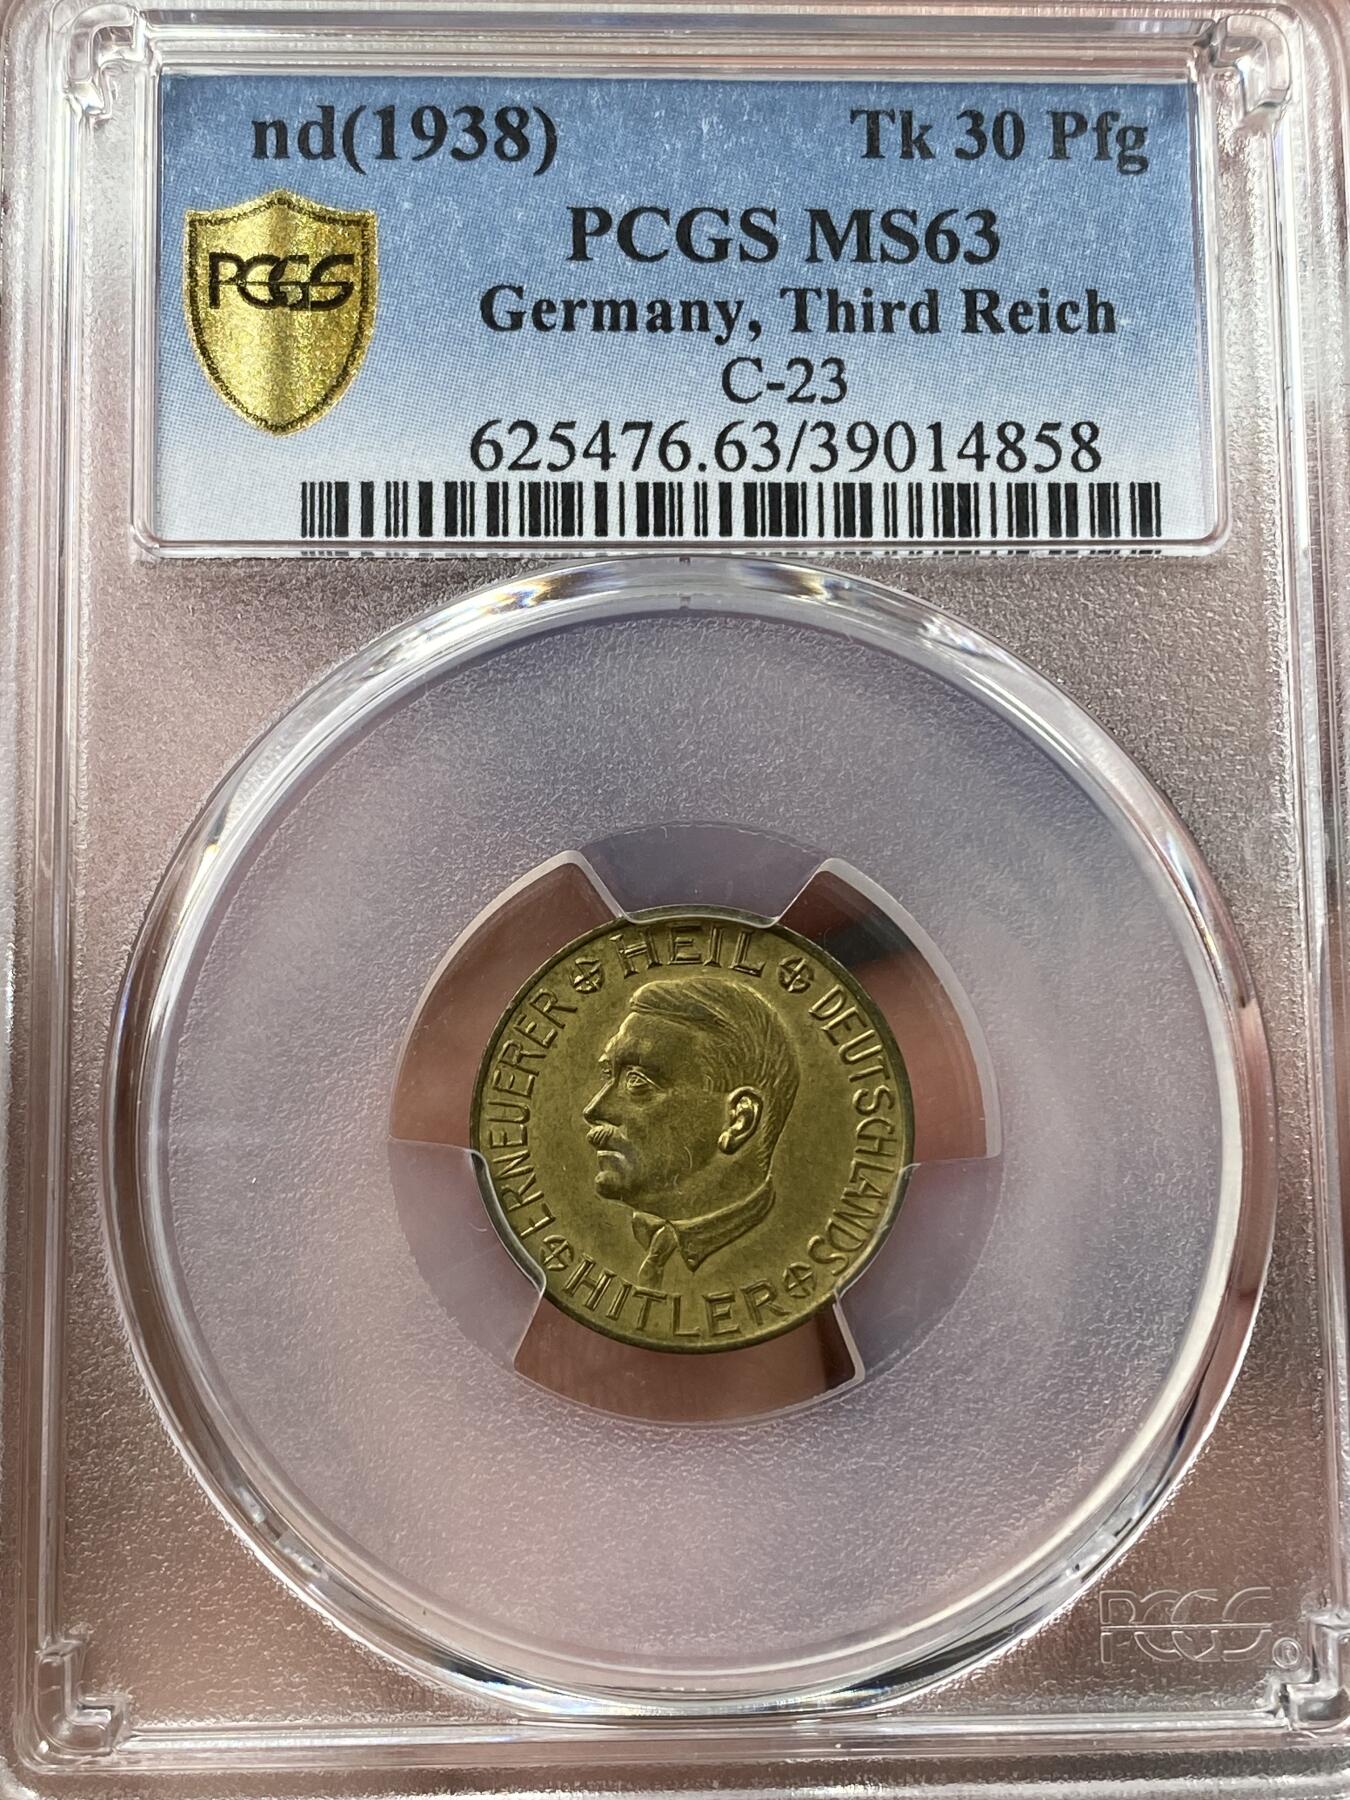 nd(1938) Tk 30 Pfg
PCGS
PCGS MS63
Germany, Third Reich
C-23
625476.63/39014858
HEIL
DEUTSCHLANDS
ERNEUERER
HITLER
PCGS